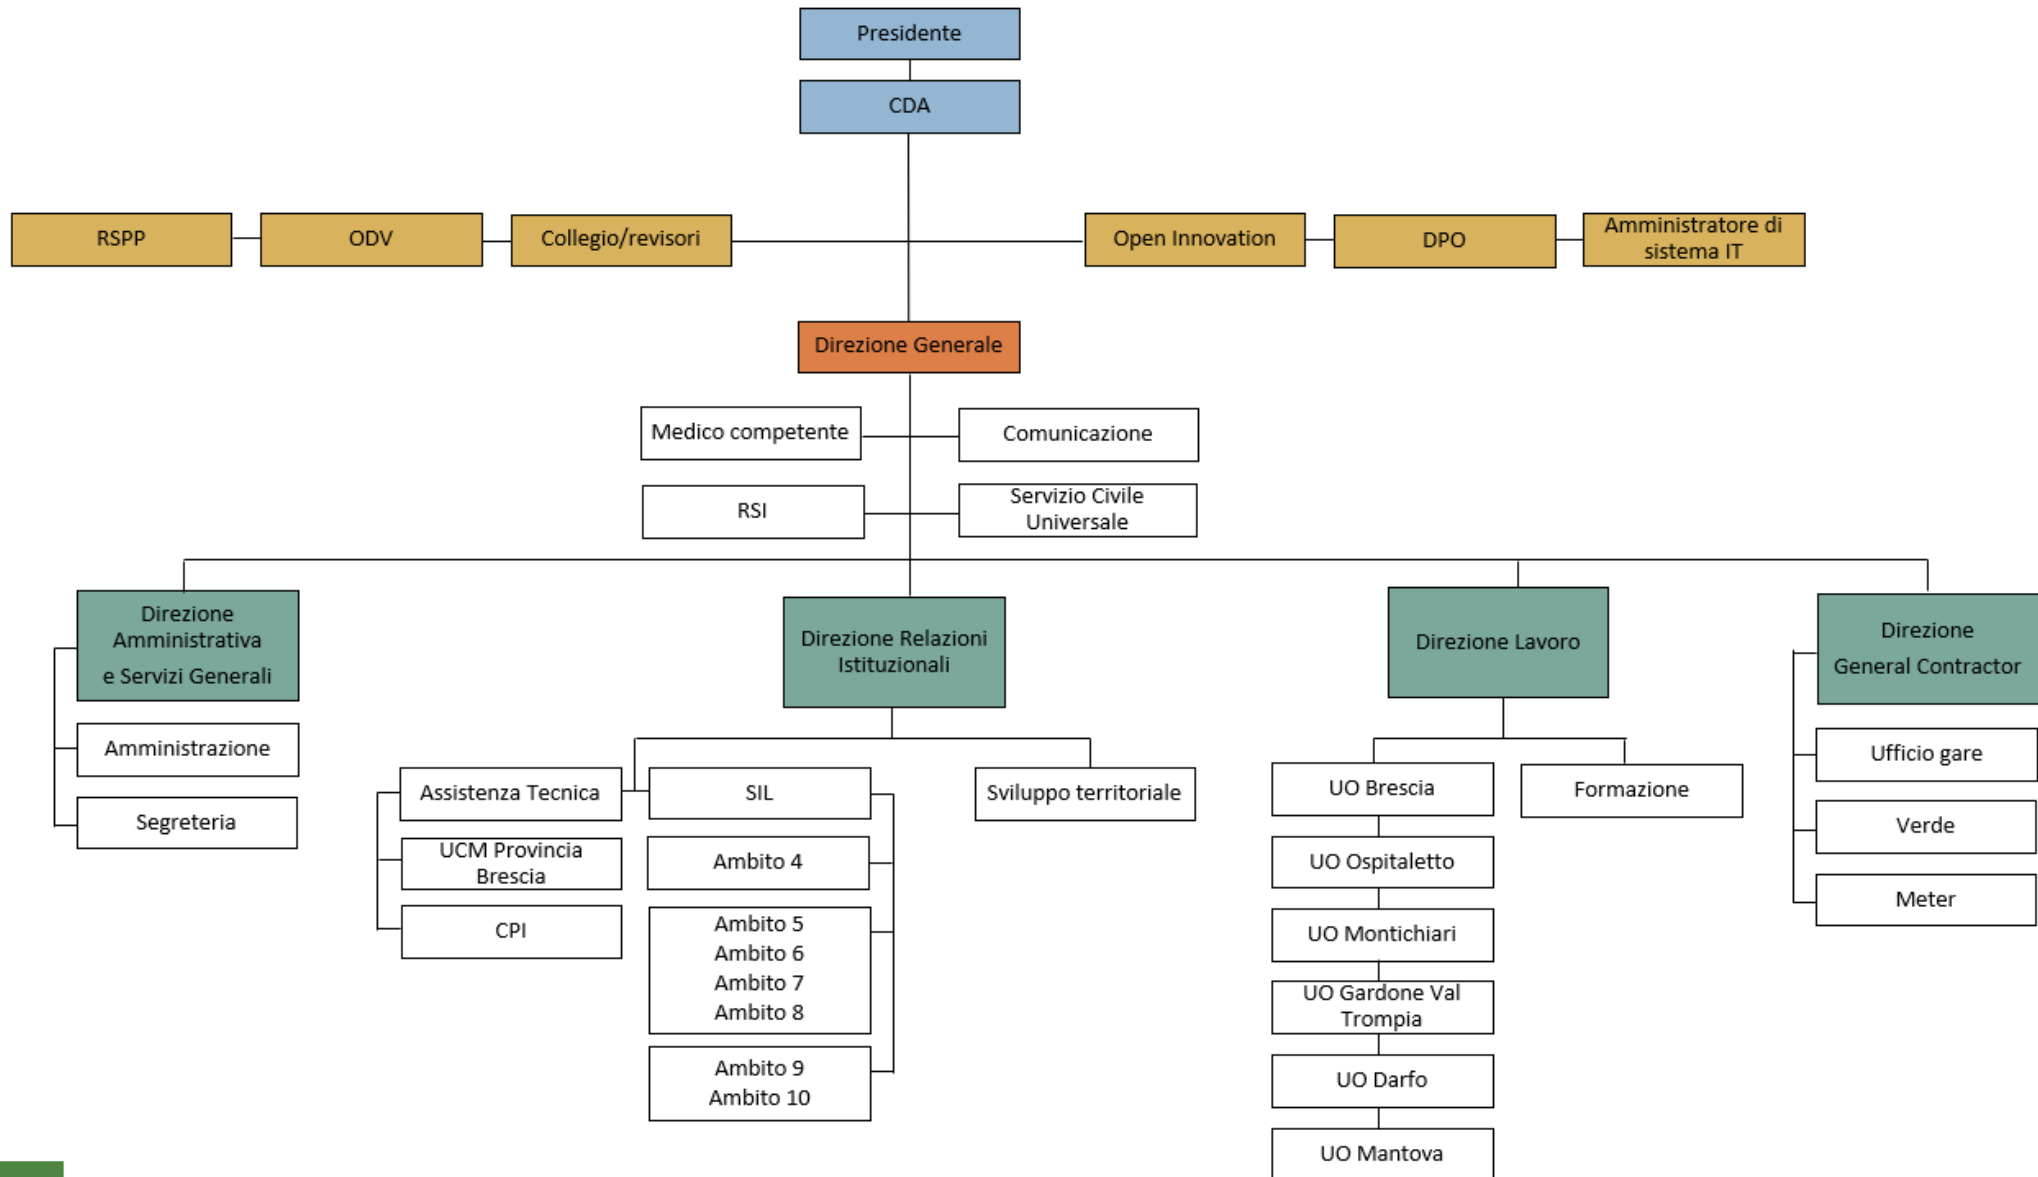 Presidente
CDA
RSPP
ODV
Collegio/revisori
Open Innovation
DPO
Amministratore di
sistema IT
Direzione Generale
Medico competente
Comunicazione
RSI
Servizio Civile
Universale
Direzione
Amministrativa
e Servizi Generali
Amministrazione
Segreteria
Direzione Relazioni
Istituzionali
Assistenza Tecnica
UCM Provincia
Brescia
CPI
SIL
Ambito 4
Ambito 5
Ambito 6
Ambito 7
Ambito 8
Ambito 9
Ambito 10
Sviluppo territoriale
Direzione Lavoro
UO Brescia
UO Ospitaletto
UO Montichiari
UO Gardone Val
Trompia
UO Darfo
UO Mantova
Formazione
Direzione
General Contractor
Ufficio gare
Verde
Meter